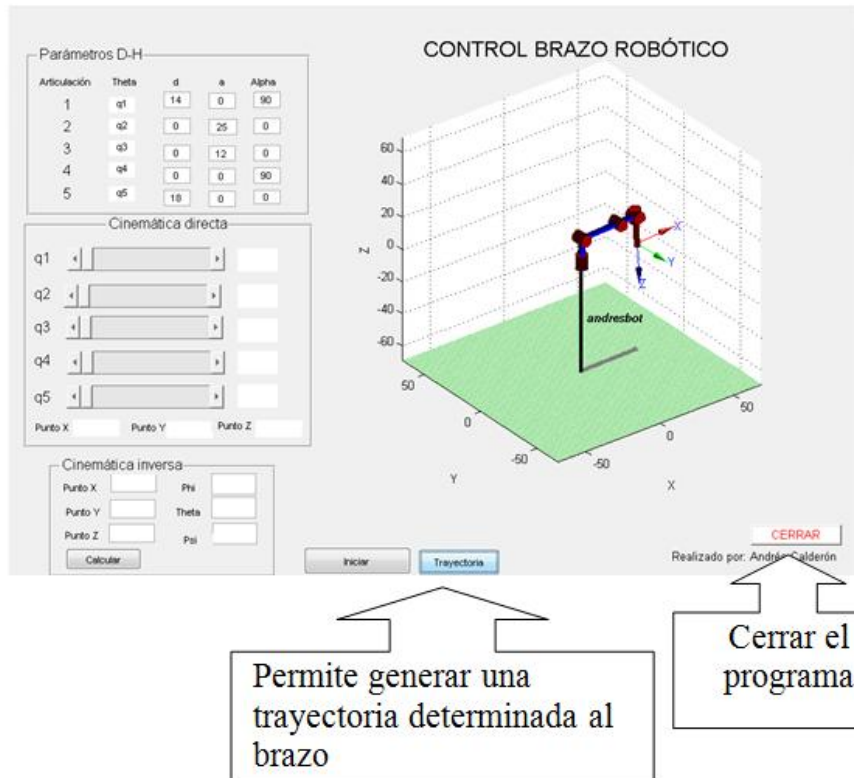 CONTROL BRAZO ROBÓTICO
Parámetros D-H
Articulación Theta d a Alpha
1 q1 14 0 90
2 q2 0 25 0
3 q3 0 12 0
4 q4 0 0 90
5 q5 18 0 0
Cinemática directa
q1
q2
q3
q4
q5
Punto X Punto Y Punto Z
Cinemática inversa
Punto X Phi
Punto Y Theta
Punto Z Psi
Calcular
Iniciar
Trayectoria
60
40
20
0
-20
-40
-60
Z
50
0
-50
Y
-50
0
50
X
X
Y
Z
andresbot
CERRAR
Realizado por: Andrés Calderón
Permite generar una
trayectoria determinada al
brazo
Cerrar el
programa